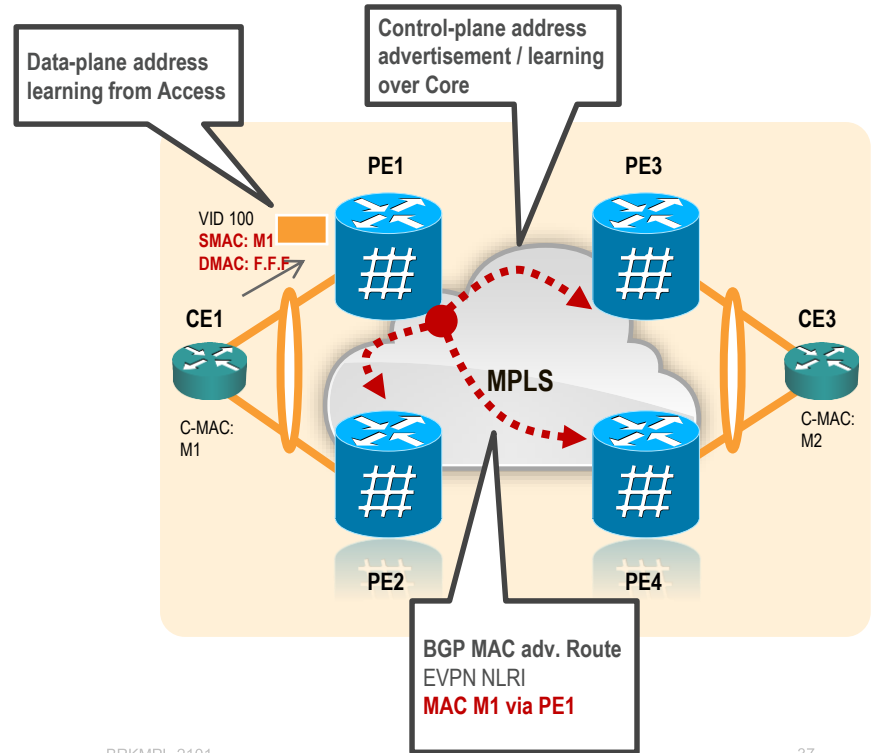 Data-plane address
learning from Access
Control-plane address
advertisement / learning
over Core
PE1
PE3
VID 100
SMAC: M1
DMAC: F.F.F
CE1
CE3
MPLS
C-MAC:
M1
C-MAC:
M2
PE2
PE4
BGP MAC adv. Route
EVPN NLRI
MAC M1 via PE1
37